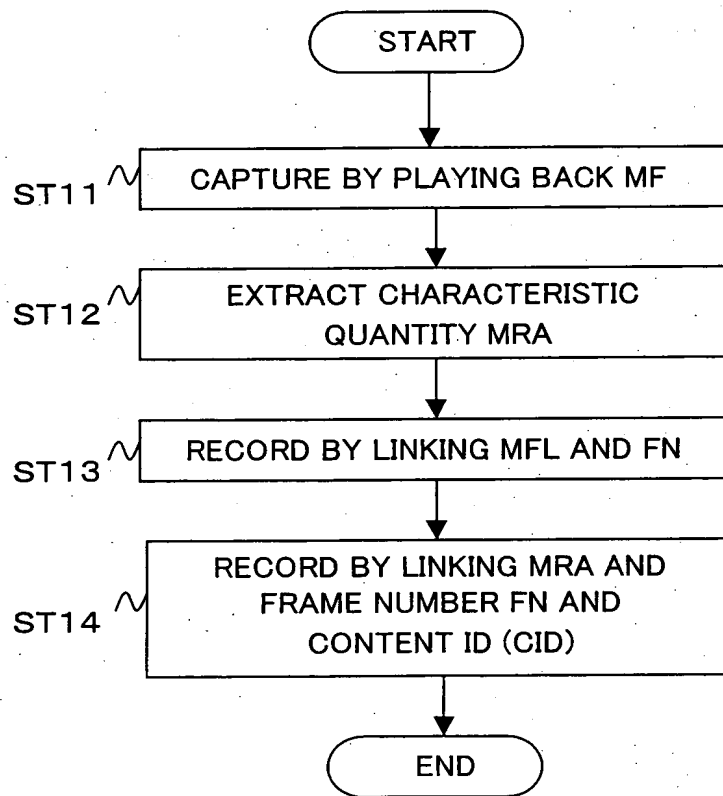 START
ST11
CAPTURE BY PLAYING BACK MF
ST12
EXTRACT CHARACTERISTIC
QUANTITY MRA
ST13
RECORD BY LINKING MFL AND FN
ST14
RECORD BY LINKING MRA AND
FRAME NUMBER FN AND
CONTENT ID (CID)
END